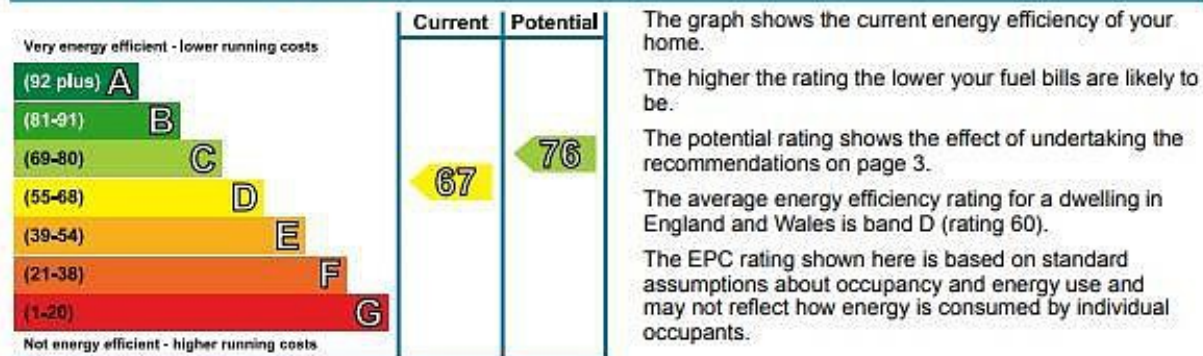 Current Potential
Very energy efficient - lower running costs
(92 plus) A
(81-91) B
(69-80) C
(55-68) D
(39-54) E
(21-38) F
(1-20) G
Not energy efficient - higher running costs
67
76
The graph shows the current energy efficiency of your
home.
The higher the rating the lower your fuel bills are likely to
be.
The potential rating shows the effect of undertaking the
recommendations on page 3.
The average energy efficiency rating for a dwelling in
England and Wales is band D (rating 60).
The EPC rating shown here is based on standard
assumptions about occupancy and energy use and
may not reflect how energy is consumed by individual
occupants.